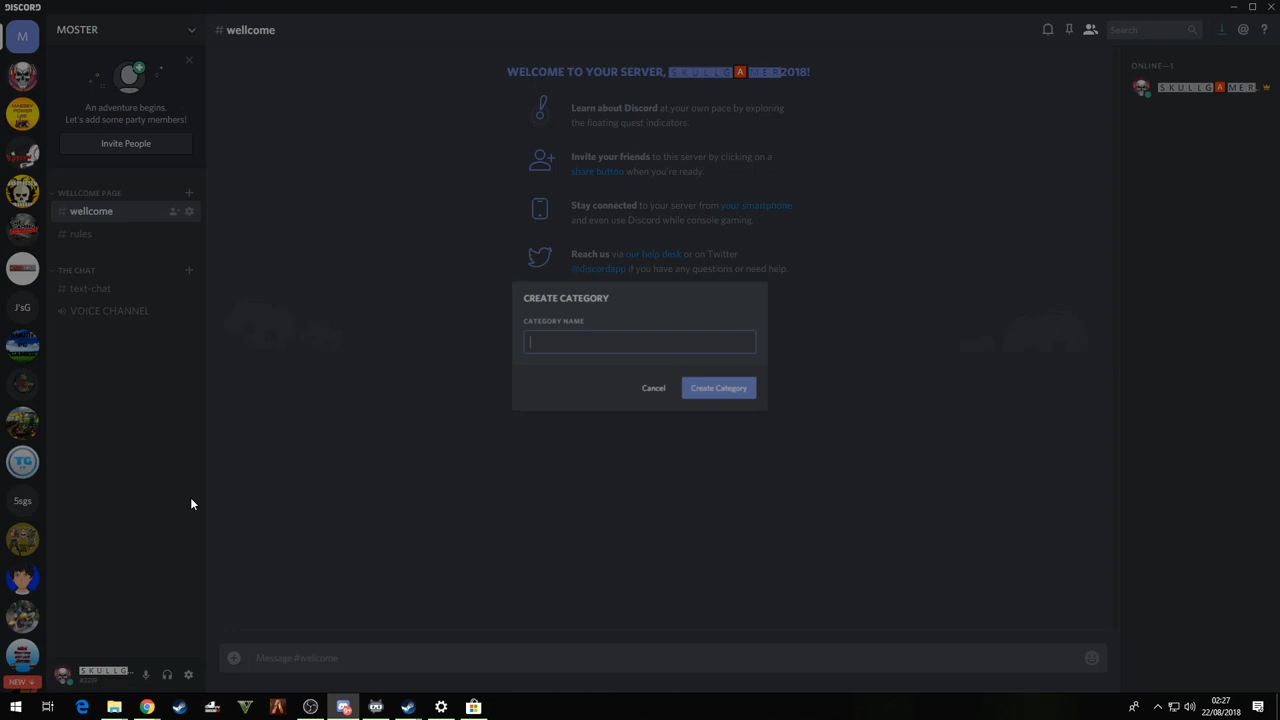 DISCORD
M
MOSTER
# wellcome
Search
An adventure begins.
Let's add some party members!
Invite People
WELLCOME PAGE
# wellcome
# rules
THE CHAT
# text-chat
VOICE CHANNEL
J'sG
TG
5sgs
NEW ↓
WELCOME TO YOUR SERVER, SKULLGAMER2018!
Learn about Discord at your own pace by exploring
the floating quest indicators.
Invite your friends to this server by clicking on a
share button when you're ready.
Stay connected to your server from your smartphone
and even use Discord while console gaming.
Reach us via our help desk or on Twitter
@discordapp if you have any questions or need help.
CREATE CATEGORY
CATEGORY NAME
Cancel
Create Category
Message #wellcome
ONLINE—1
SKULLGAMER...
SKULLG...
02:27
22/08/2018